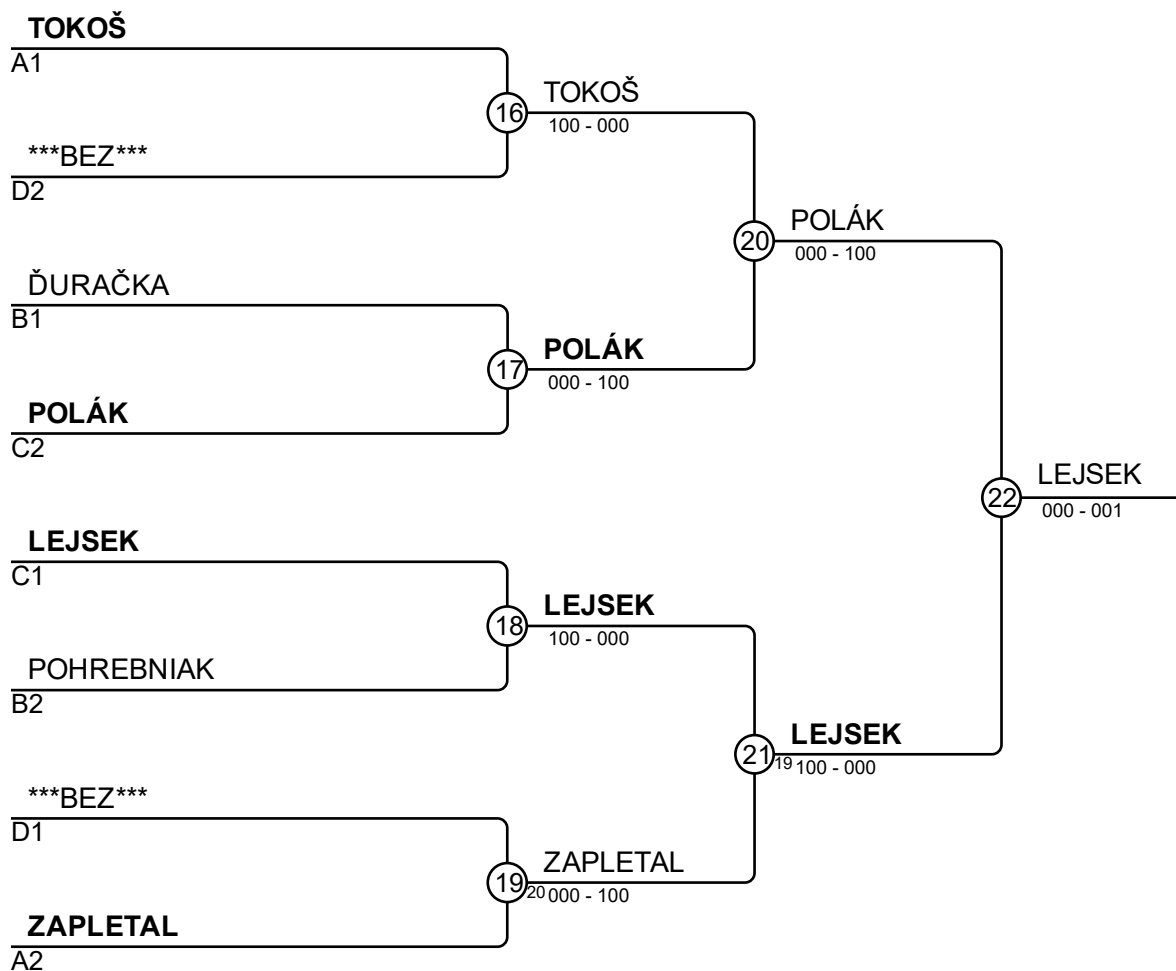 TOKOŠ
A1
16
TOKOŠ
100 - 000
***BEZ***
D2
20
POLÁK
000 - 100
ĎURAČKA
B1
17
POLÁK
000 - 100
POLÁK
C2
22
LEJSEK
000 - 001
LEJSEK
C1
18
LEJSEK
100 - 000
POHREBNIAK
B2
21
LEJSEK
19 100 - 000
***BEZ***
D1
19
ZAPLETAL
20 000 - 100
ZAPLETAL
A2